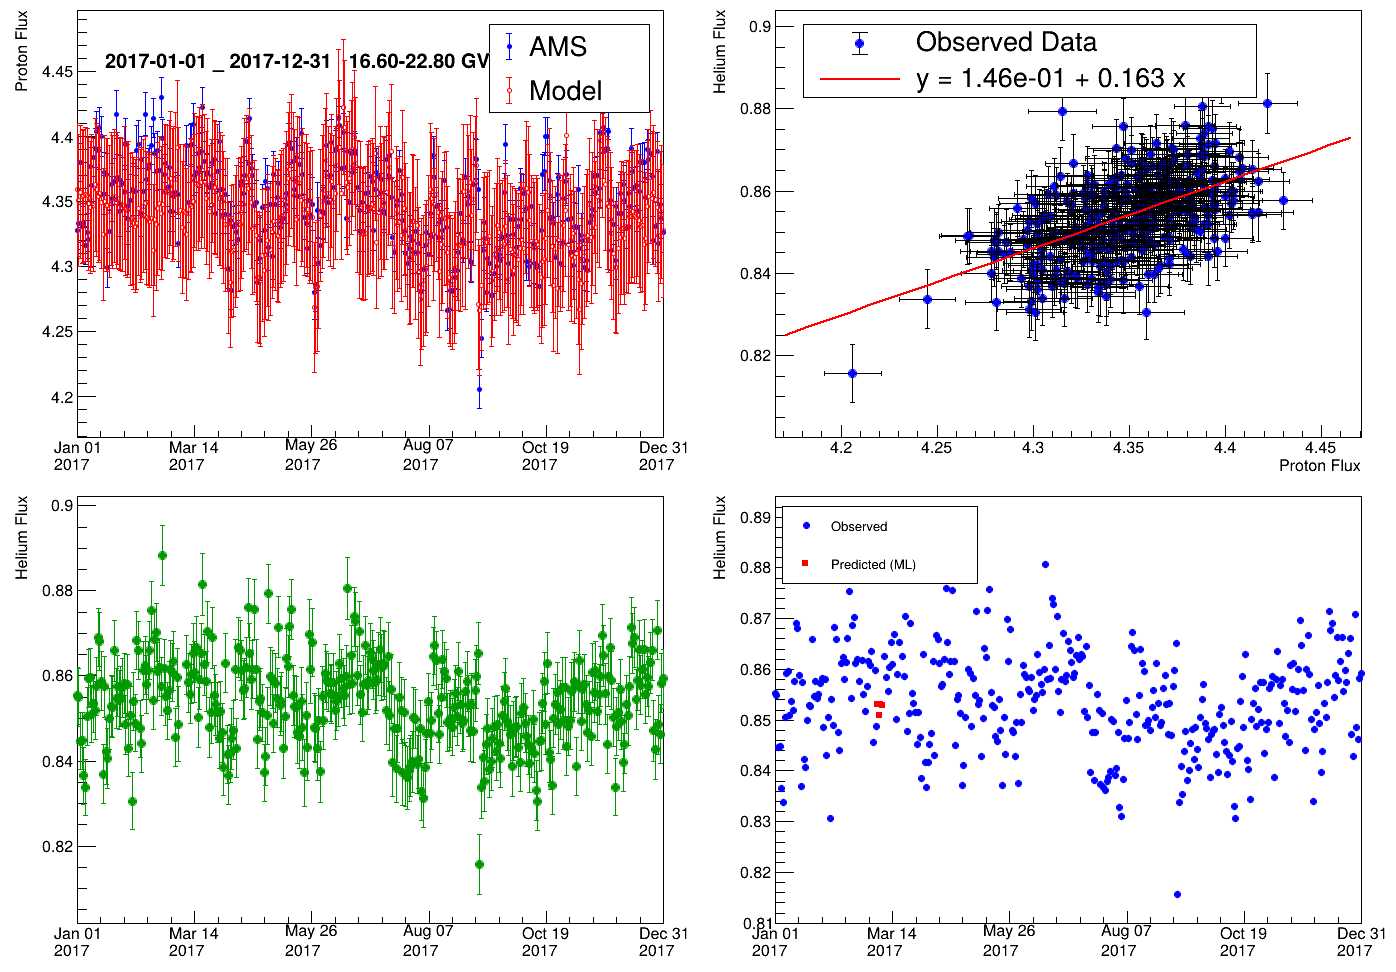 Proton Flux
2017-01-01 _ 2017-12-31   16.60-22.80 GV
AMS
Model
4.45
4.4
4.35
4.3
4.25
4.2
Jan 01 2017
Mar 14 2017
May 26 2017
Aug 07 2017
Oct 19 2017
Dec 31 2017
Helium Flux
Observed Data
y = 1.46e-01 + 0.163 x
0.9
0.88
0.86
0.84
0.82
4.2
4.25
4.3
4.35
4.4
4.45
Proton Flux
Helium Flux
0.9
0.88
0.86
0.84
0.82
Jan 01 2017
Mar 14 2017
May 26 2017
Aug 07 2017
Oct 19 2017
Dec 31 2017
Helium Flux
Observed
Predicted (ML)
0.89
0.88
0.87
0.86
0.85
0.84
0.83
0.82
0.81
Jan 01 2017
Mar 14 2017
May 26 2017
Aug 07 2017
Oct 19 2017
Dec 31 2017